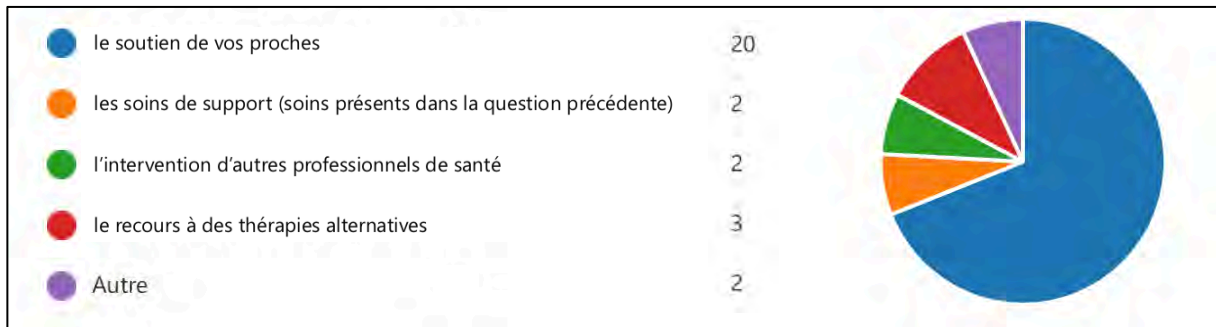 le soutien de vos proches 20
les soins de support (soins présents dans la question précédente) 2
l'intervention d'autres professionnels de santé 2
le recours à des thérapies alternatives 3
Autre 2